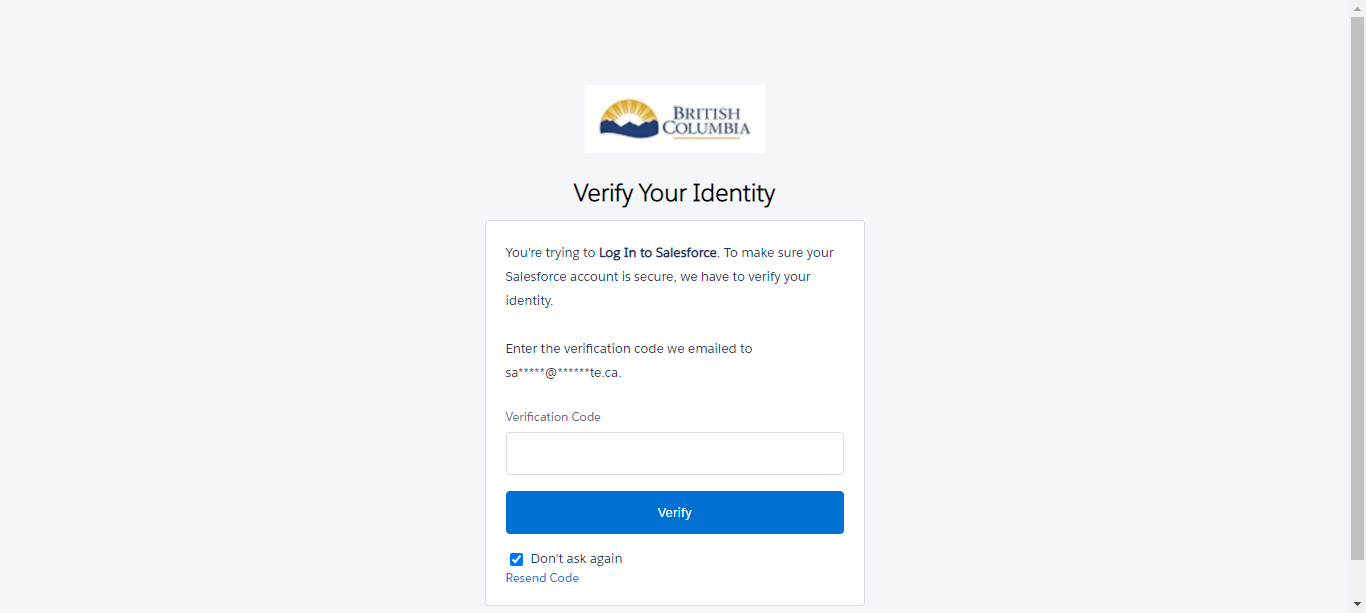 BRITISH
COLUMBIA
Verify Your Identity
You're trying to Log In to Salesforce. To make sure your
Salesforce account is secure, we have to verify your
identity.
Enter the verification code we emailed to
sa*****@******te.ca.
Verification Code
Verify
Don't ask again
Resend Code